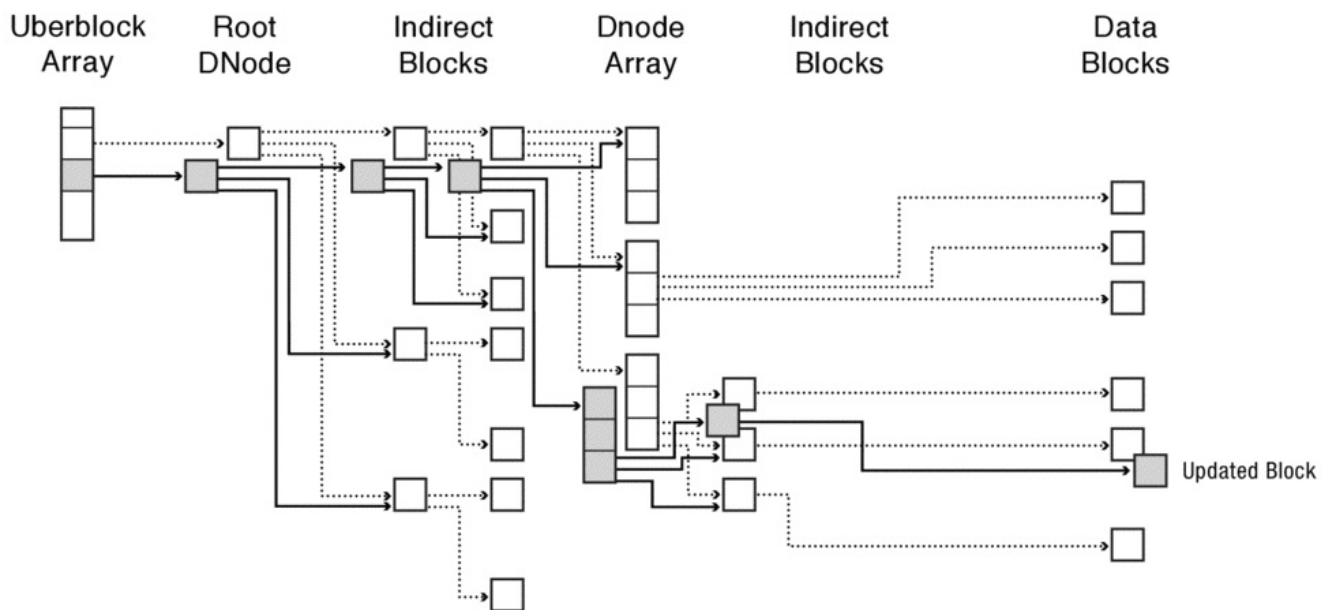 Uberblock
Array
Root
DNode
Indirect
Blocks
Dnode
Array
Indirect
Blocks
Data
Blocks
Updated Block